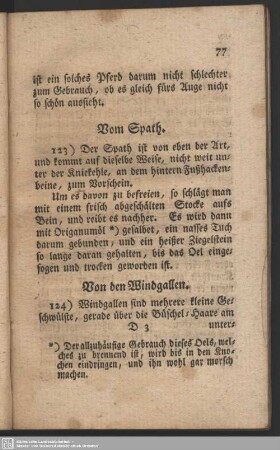 77
ist ein solches Pferd darum nicht schlechter
zum Gebrauch, ob es gleich fürs Auge nicht
so schön aussieht.
Vom Spath.
123) Der Spath ist von eben der Art,
und kommt auf dieselbe Weise, nicht weit un-
ter der Kniekehle, an dem hintern Fußhacken-
beine, zum Vorschein.
Um es davon zu befreien, so schlägt man
mit einem frisch abgeschälten Stocke aufs
Bein, und reibt es nachher. Es wird dann
mit Origanumöl *) gesalbet, ein nasses Tuch
darum gebunden, und ein heißer Ziegelstein
so lange daran gehalten, bis das Oel einge-
sogen und trocken geworden ist.
Von den Windgallen.
124) Windgallen sind mehrere kleine Ge-
schwülste, gerade über die Büschel-Haare am
D 3 unter-
*) Der allzuhäufige Gebrauch dieses Oels, wel-
ches zu brennend ist, wird bis in den Kno-
chen eindringen, und ihn wohl gar morsch
machen.